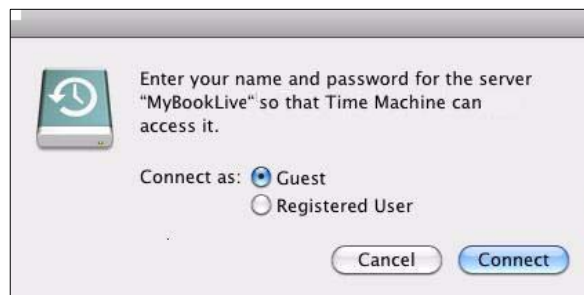 Enter your name and password for the server
“MyBookLive“ so that Time Machine can
access it.
Connect as: Guest
Registered User
Cancel Connect